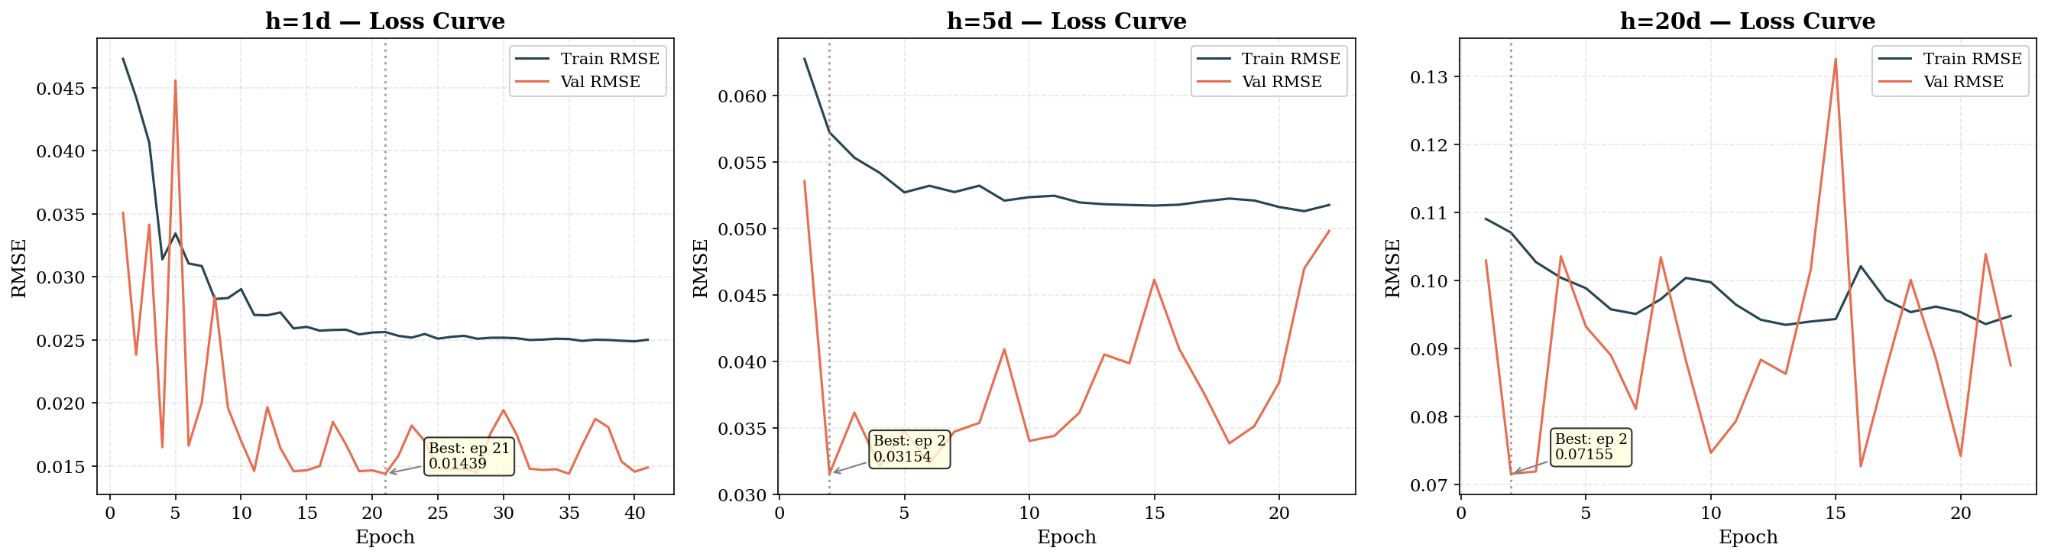 h=1d — Loss Curve
Train RMSE
Val RMSE
RMSE
0.045
0.040
0.035
0.030
0.025
0.020
0.015
Best: ep 21
0.01439
0 5 10 15 20 25 30 35 40
Epoch
h=5d — Loss Curve
Train RMSE
Val RMSE
RMSE
0.060
0.055
0.050
0.045
0.040
0.035
0.030
Best: ep 2
0.03154
0 5 10 15 20
Epoch
h=20d — Loss Curve
Train RMSE
Val RMSE
RMSE
0.13
0.12
0.11
0.10
0.09
0.08
0.07
Best: ep 2
0.07155
0 5 10 15 20
Epoch